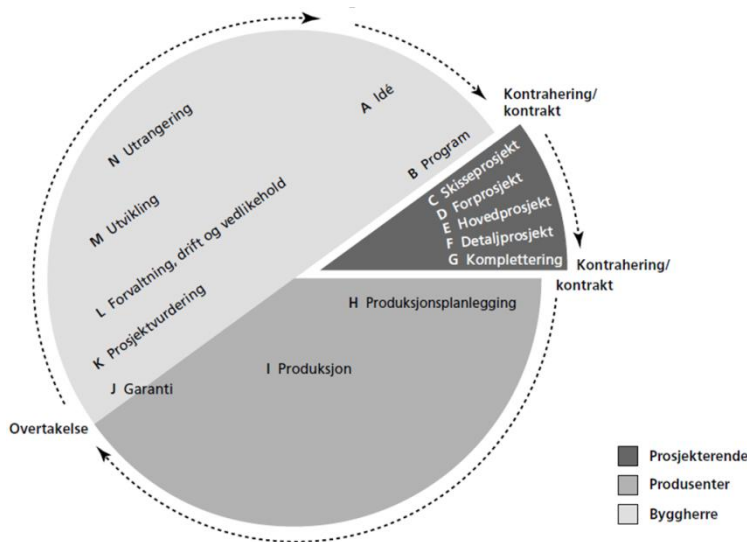 A Idé
B Program
Kontrahering/
kontrakt
C Skisseprosjekt
D Forprosjekt
E Hovedprosjekt
F Detaljprosjekt
G Komplettering
Kontrahering/
kontrakt
H Produksjonsplanlegging
I Produksjon
J Garanti
Overtakelse
K Prosjektvurdering
L Forvaltning, drift og vedlikehold
M Utvikling
N Utrangering
Prosjekterende
Produsenter
Byggherre